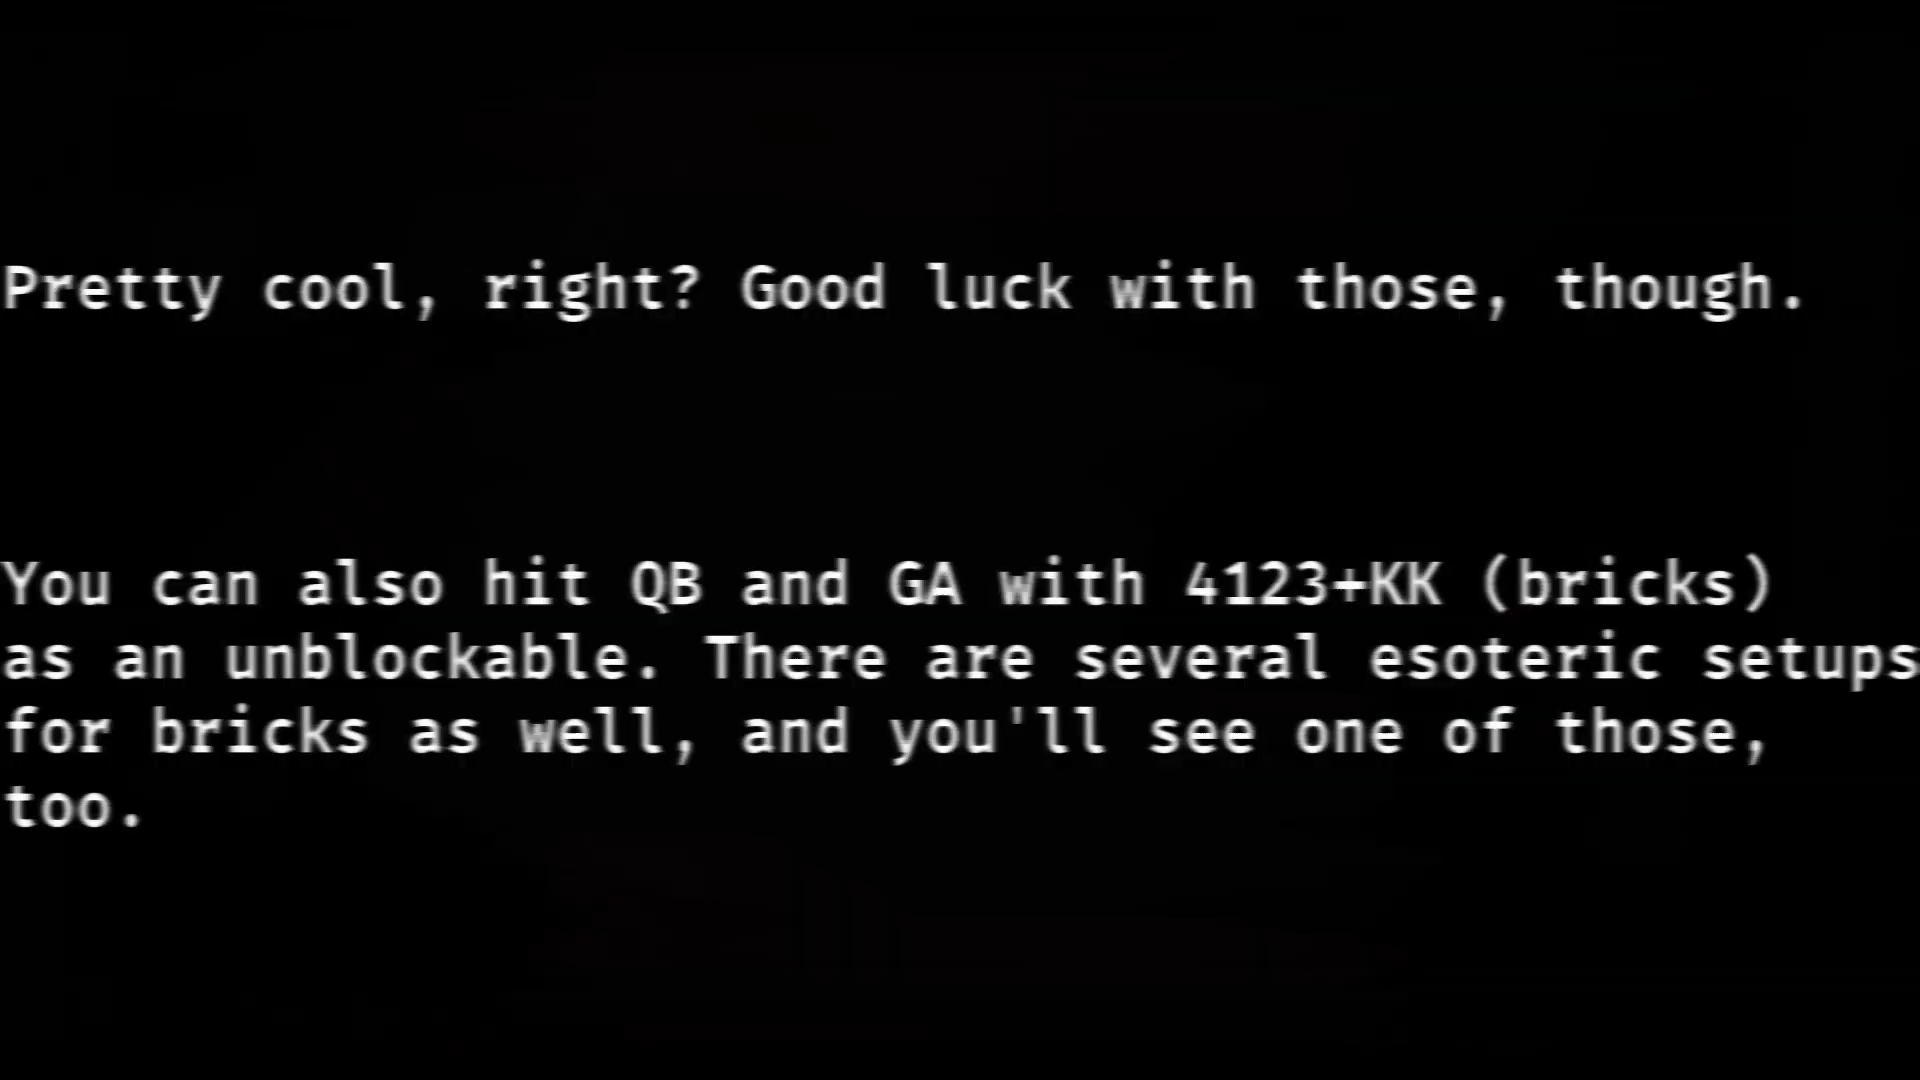 Pretty cool, right? Good luck with those, though.
You can also hit QB and GA with 4123+KK (bricks)
as an unblockable. There are several esoteric setups
for bricks as well, and you'll see one of those,
too.